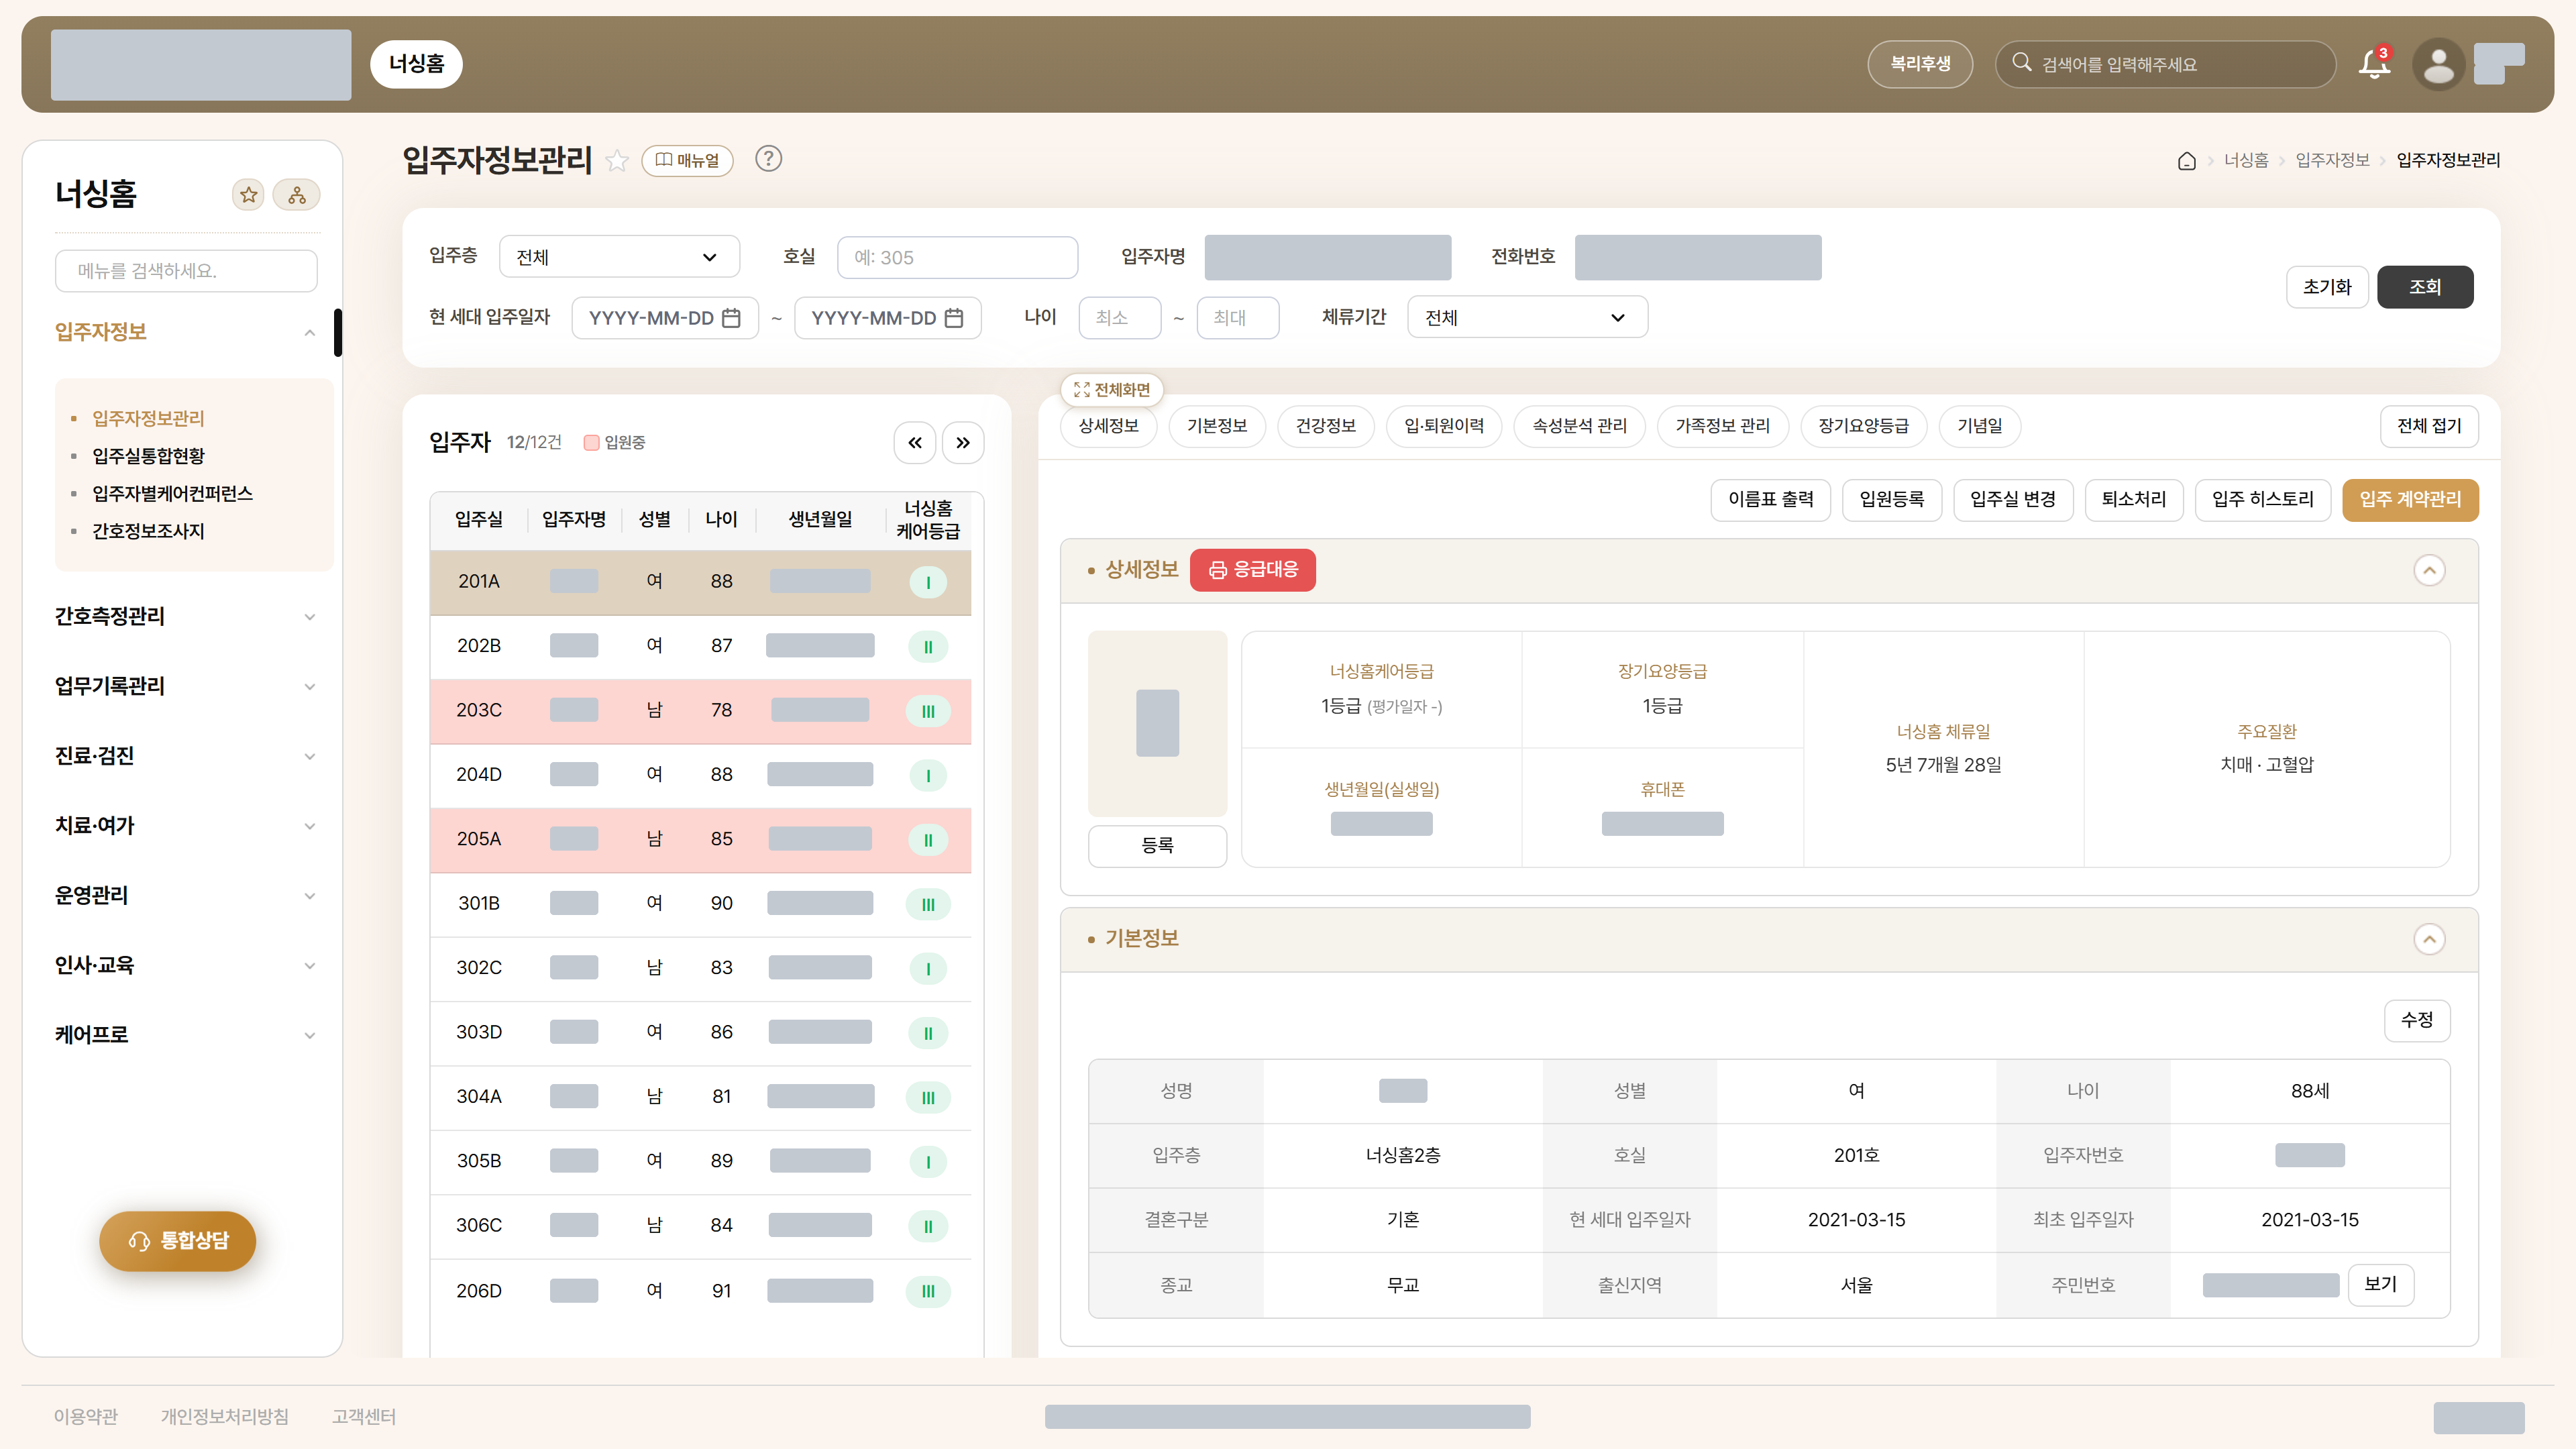 너싱홈
복리후생
검색어를 입력해주세요
3
너싱홈
메뉴를 검색하세요.
입주자정보
입주자정보관리
입주실통합현황
입주자별케어컨퍼런스
간호정보조사지
간호측정관리
업무기록관리
진료·검진
치료·여가
운영관리
인사·교육
케어프로
통합상담
입주자정보관리 매뉴얼 ?
너싱홈 입주자정보 입주자정보관리
입주층 전체 호실 예: 305 입주자명 전화번호
현 세대 입주일자 YYYY-MM-DD ~ YYYY-MM-DD 나이 최소 ~ 최대 체류기간 전체
초기화 조회
입주자 12/12건 입원중
입주실 입주자명 성별 나이 생년월일 너싱홈
케어등급
201A 여 88 I
202B 여 87 II
203C 남 78 III
204D 여 88 I
205A 남 85 II
301B 여 90 III
302C 남 83 I
303D 여 86 II
304A 남 81 III
305B 여 89 I
306C 남 84 II
206D 여 91 III
전체화면
상세정보 기본정보 건강정보 입·퇴원이력 속성분석 관리 가족정보 관리 장기요양등급 기념일 전체 접기
이름표 출력 입원등록 입주실 변경 퇴소처리 입주 히스토리 입주 계약관리
상세정보 응급대응
등록
너싱홈케어등급
1등급 (평가일자 -)
장기요양등급
1등급
생년월일(실생일)
휴대폰
너싱홈 체류일
5년 7개월 28일
주요질환
치매 · 고혈압
기본정보
수정
성명 성별 여 나이 88세
입주층 너싱홈2층 호실 201호 입주자번호
결혼구분 기혼 현 세대 입주일자 2021-03-15 최초 입주일자 2021-03-15
종교 무교 출신지역 서울 주민번호 보기
이용약관 개인정보처리방침 고객센터